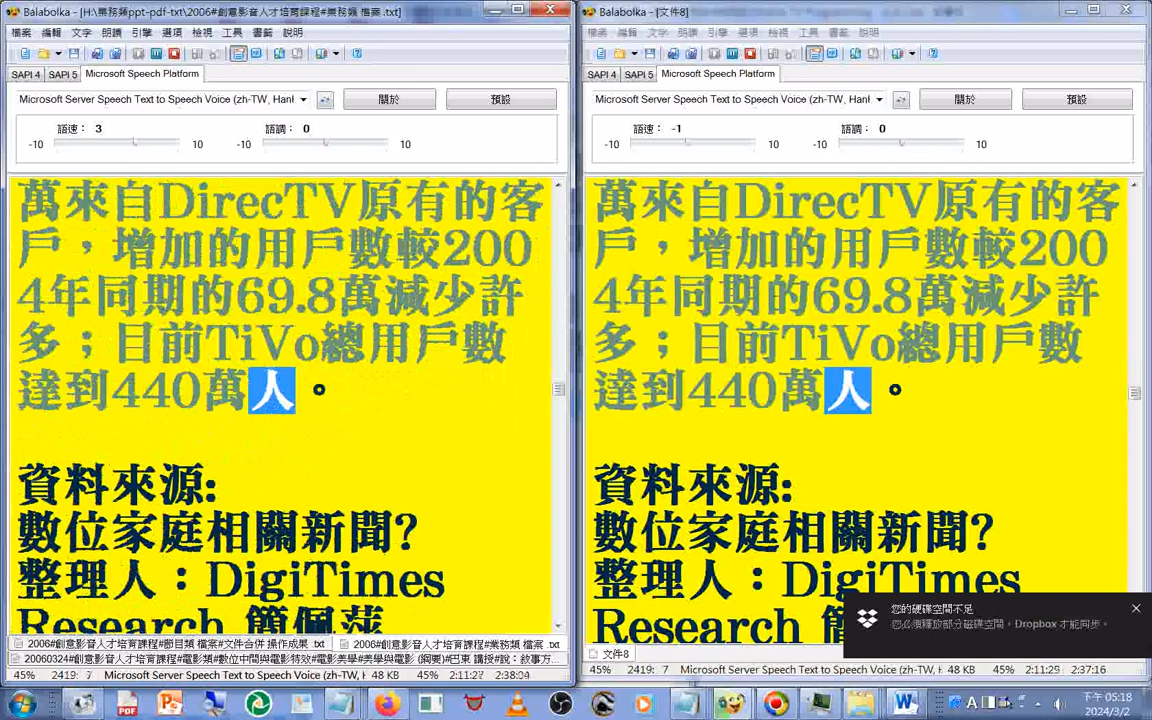 Balabolka - [H:\業務類ppt-pdf-txt\2006#創意影音人才培育課程#業務類 檔案 .txt]
檔案 編輯 文字 朗讀 引擎 選項 檢視 工具 書籤 說明
SAPI 4 SAPI 5 Microsoft Speech Platform
Microsoft Server Speech Text to Speech Voice (zh-TW, Hanl
關於 預設
語速： 3 語調： 0
-10 10 -10 10
萬來自DirecTV原有的客
戶，增加的用戶數較200
4年同期的69.8萬減少許
多；目前TiVo總用戶數
達到440萬人。
資料來源:
數位家庭相關新聞?
整理人：DigiTimes
Research 簡佩萍
2006#創意影音人才培育課程#節目類 檔案#文件合併 操作成果 .txt 2006#創意影音人才培育課程#業務類 檔案 .txt
20060324#創意影音人才培育課程#電影類#數位中間與電影特效#電影美學#美學與電影 (綱要)#巴東 講授#說：敘事方...
45% 2419: 7 Microsoft Server Speech Text to Speech Voice (zh-TW, H 48 KB 2:11:27 2:38:04
Balabolka - [文件8]
檔案 編輯 文字 朗讀 引擎 選項 檢視 工具 書籤 說明
SAPI 4 SAPI 5 Microsoft Speech Platform
Microsoft Server Speech Text to Speech Voice (zh-TW, Hanl
關於 預設
語速： -1 語調： 0
-10 10 -10 10
萬來自DirecTV原有的客
戶，增加的用戶數較200
4年同期的69.8萬減少許
多；目前TiVo總用戶數
達到440萬人。
資料來源:
數位家庭相關新聞?
整理人：DigiTimes
Research
您的硬碟空間不足
您必須釋放部分磁碟空間，Dropbox 才能同步。
文件8
45% 2419: 7 Microsoft Server Speech Text to Speech Voice (zh-TW, H 48 KB 2:11:29 2:37:16
PDF
A
下午 05:18
2024/3/2